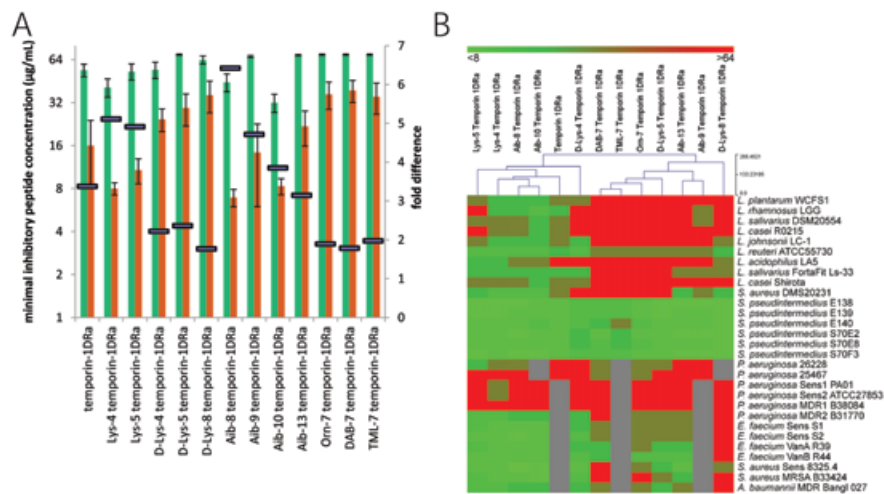 A
minimal inhibitory peptide concentration (µg/mL)
64
32
16
8
4
2
1
7
6
5
4
3
2
1
0
fold difference
temporin-1DRa
Lys-4 temporin-1DRa
Lys-5 temporin-1DRa
D-Lys-4 temporin-1DRa
D-Lys-5 temporin-1DRa
D-Lys-8 temporin-1DRa
Aib-8 temporin-1DRa
Aib-9 temporin-1DRa
Aib-10 temporin-1DRa
Aib-13 temporin-1DRa
Orn-7 temporin-1DRa
DAB-7 temporin-1DRa
TML-7 temporin-1DRa
B
<8
>64
Lys-5 Temporin 1DRa
Lys-4 Temporin 1DRa
Aib-8 Temporin 1DRa
Aib-10 Temporin 1DRa
Temporin 1DRa
D-Lys-4 Temporin 1DRa
DAB-7 Temporin 1DRa
TML-7 Temporin 1DRa
Orn-7 Temporin 1DRa
D-Lys-5 Temporin 1DRa
Aib-13 Temporin 1DRa
Aib-9 Temporin 1DRa
D-Lys-8 Temporin 1DRa
0.0
L. plantarum WCFS1
L. rhamnosus LGG
L. salivarius DSM20554
L. casei R0215
L. johnsonii LC-1
L. reuteri ATCC55730
L. acidophilus LA5
L. salivarius FortaFit Ls-33
L. casei Shirota
S. aureus DMS20231
S. pseudintermedius E138
S. pseudintermedius E139
S. pseudintermedius E140
S. pseudintermedius S70E2
S. pseudintermedius S70E8
S. pseudintermedius S70F3
P. aeruginosa 26228
P. aeruginosa 25467
P. aeruginosa Sens1 PA01
P. aeruginosa Sens2 ATCC27853
P. aeruginosa MDR1 B38084
P. aeruginosa MDR2 B31770
E. faecium Sens S1
E. faecium Sens S2
E. faecium VanA R39
E. faecium VanB R44
S. aureus Sens 8325.4
S. aureus MRSA B33424
A. baumannii MDR Bangl 027